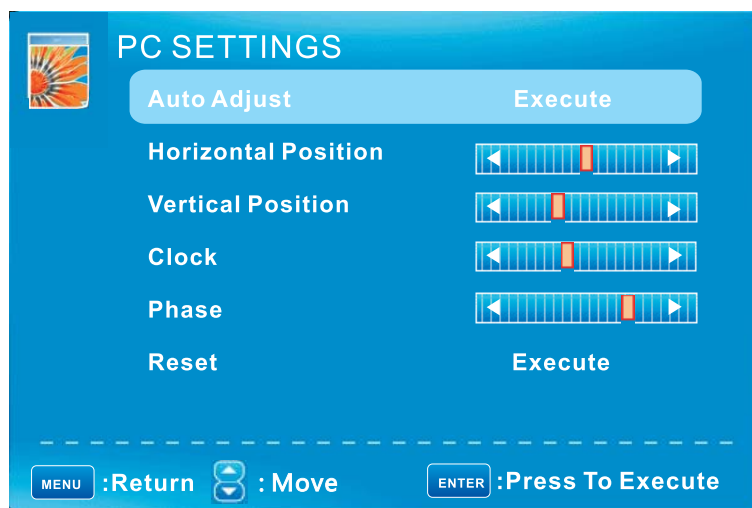 PC SETTINGS
Auto Adjust Execute
Horizontal Position
Vertical Position
Clock
Phase
Reset Execute
MENU :Return : Move ENTER :Press To Execute